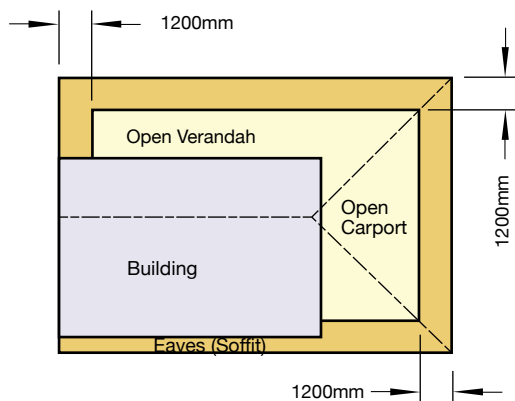 1200mm
Open Verandah
Open
Carport
1200mm
Building
Eaves (Soffit)
1200mm